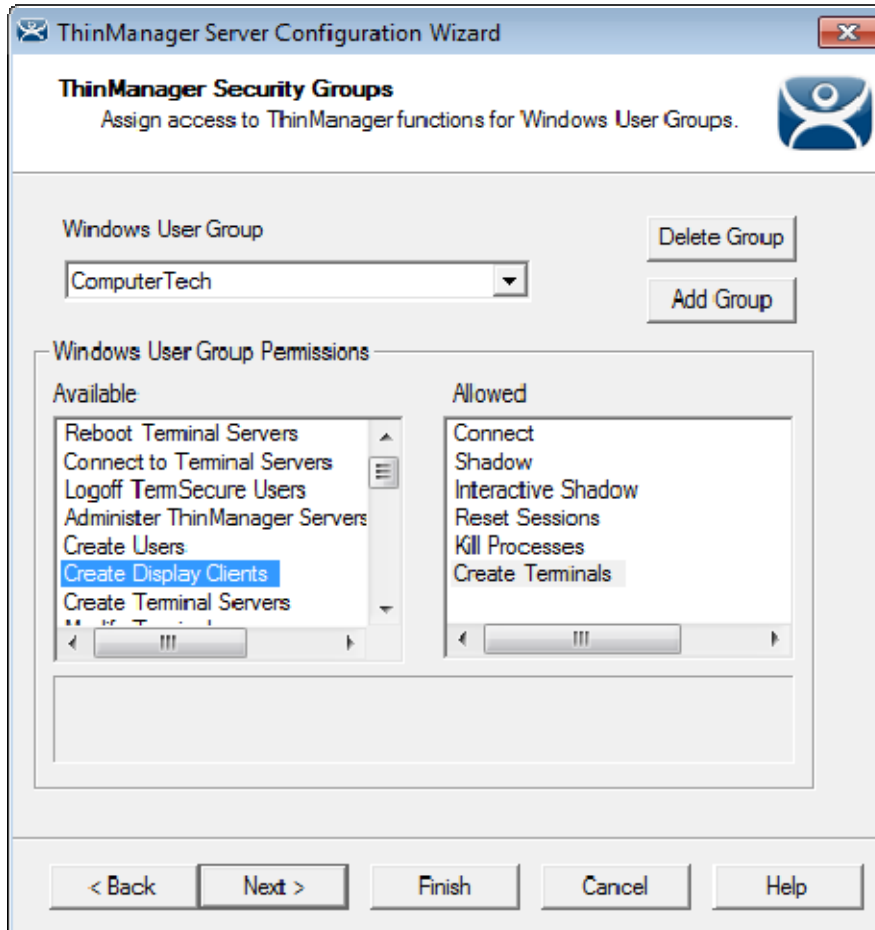 ThinManager Server Configuration Wizard
ThinManager Security Groups
Assign access to ThinManager functions for Windows User Groups.
Windows User Group
Delete Group
ComputerTech
Add Group
Windows User Group Permissions
Available
Allowed
Reboot Terminal Servers
Connect to Terminal Servers
Logoff TermSecure Users
Administer ThinManager Servers
Create Users
Create Display Clients
Create Terminal Servers
Connect
Shadow
Interactive Shadow
Reset Sessions
Kill Processes
Create Terminals
< Back
Next >
Finish
Cancel
Help